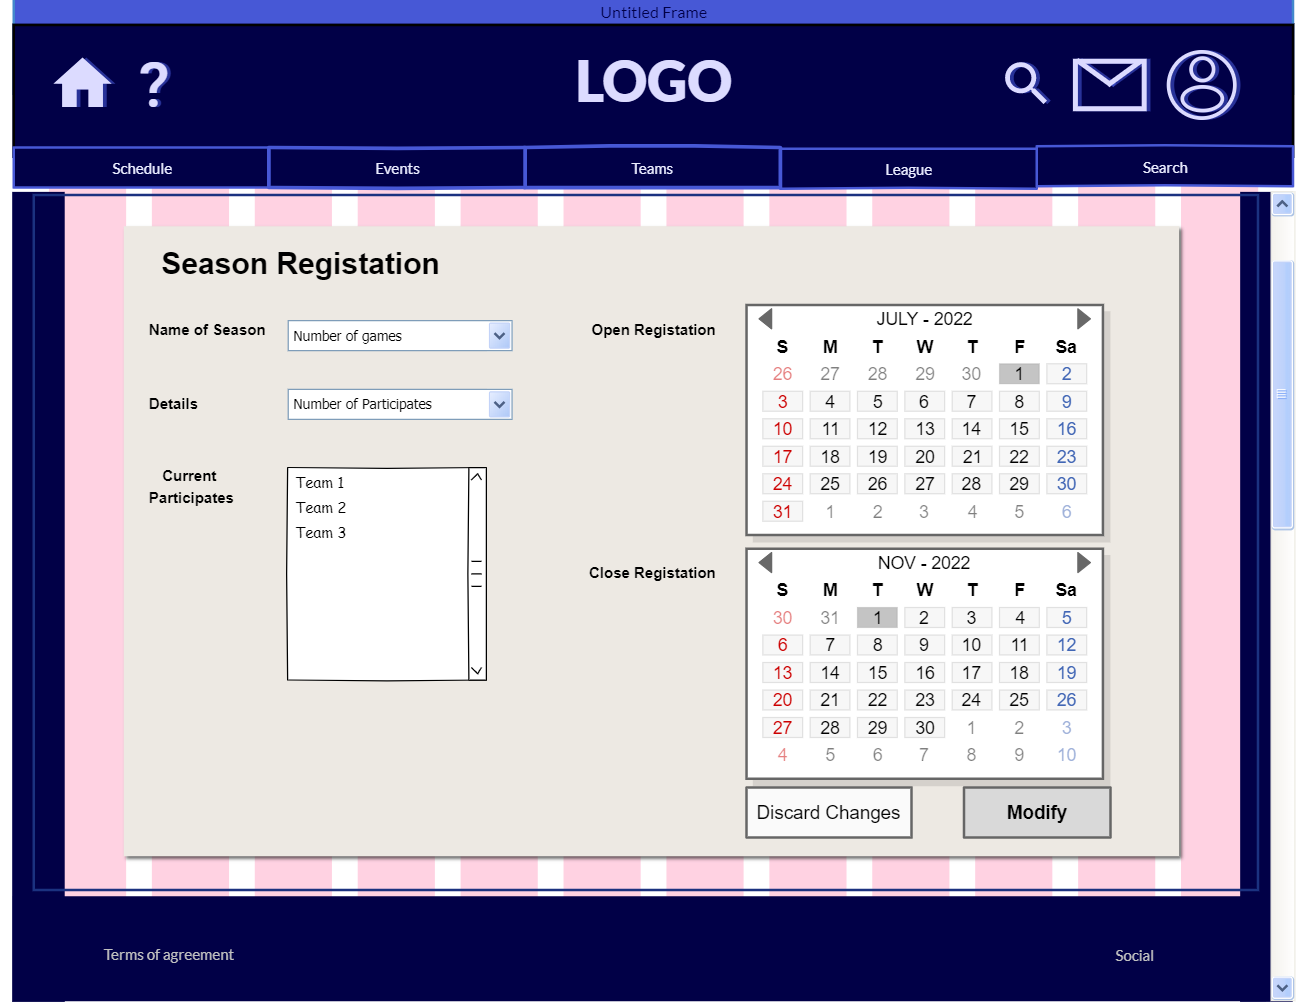 Untitled Frame
?
LOGO
Schedule Events Teams League Search
Season Registation
Name of Season
Number of games
Details
Number of Participates
Current
Participates
Team 1
Team 2
Team 3
Open Registation
JULY - 2022
S M T W T F Sa
26 27 28 29 30 1 2
3 4 5 6 7 8 9
10 11 12 13 14 15 16
17 18 19 20 21 22 23
24 25 26 27 28 29 30
31 1 2 3 4 5 6
Close Registation
NOV - 2022
S M T W T F Sa
30 31 1 2 3 4 5
6 7 8 9 10 11 12
13 14 15 16 17 18 19
20 21 22 23 24 25 26
27 28 29 30 1 2 3
4 5 6 7 8 9 10
Discard Changes
Modify
Terms of agreement
Social